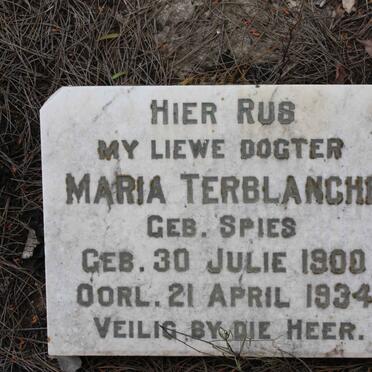 HIER RUS
MY LIEWE DOGTER
MARIA TERBLANCHE
GEB. SPIES
GEB. 30 JULIE 1900
OORL. 21 APRIL 1934
VEILIG BY DIE HEER.